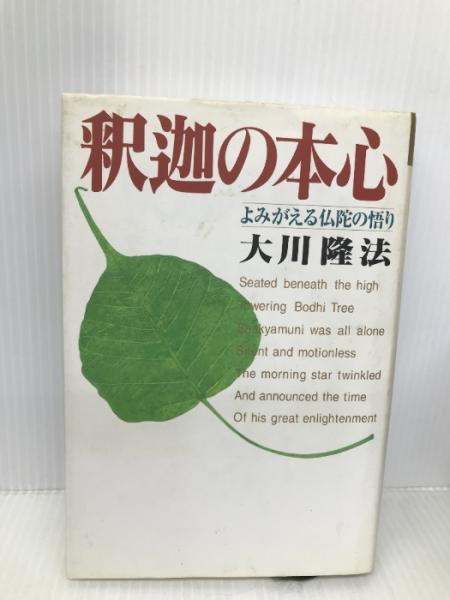 釈迦の本心
よみがえる仏陀の悟り
大川隆法
Seated beneath the high
Towering Bodhi Tree
Shakyamuni was all alone
Silent and motionless
The morning star twinkled
And announced the time
Of his great enlightenment